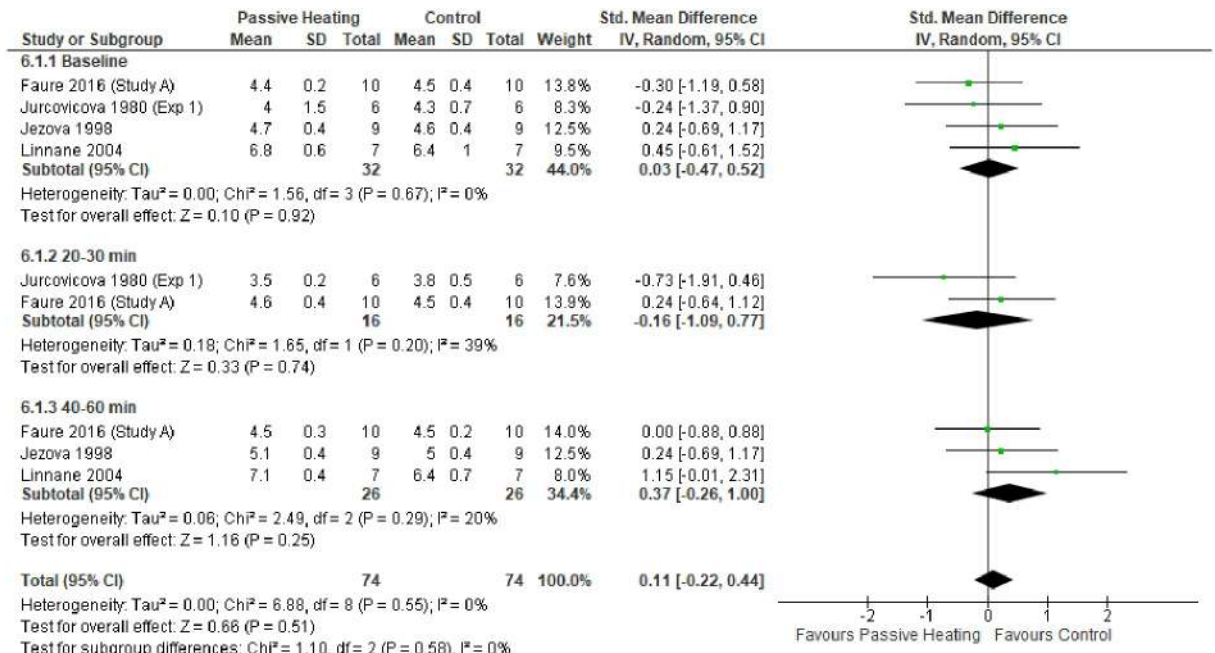 Passive Heating Control Std. Mean Difference Std. Mean Difference
Study or Subgroup Mean SD Total Mean SD Total Weight IV, Random, 95% CI IV, Random, 95% CI
6.1.1 Baseline
Faure 2016 (Study A) 4.4 0.2 10 4.5 0.4 10 13.8% -0.30 [-1.19, 0.58]
Jurcovicova 1980 (Exp 1) 4 1.5 6 4.3 0.7 6 8.3% -0.24 [-1.37, 0.90]
Jezova 1998 4.7 0.4 9 4.6 0.4 9 12.5% 0.24 [-0.69, 1.17]
Linnane 2004 6.8 0.6 7 6.4 1 7 9.5% 0.45 [-0.61, 1.52]
Subtotal (95% CI) 32 32 44.0% 0.03 [-0.47, 0.52]
Heterogeneity: Tau² = 0.00; Chi² = 1.56, df = 3 (P = 0.67); I² = 0%
Test for overall effect: Z = 0.10 (P = 0.92)
6.1.2 20-30 min
Jurcovicova 1980 (Exp 1) 3.5 0.2 6 3.8 0.5 6 7.6% -0.73 [-1.91, 0.46]
Faure 2016 (Study A) 4.6 0.4 10 4.5 0.4 10 13.9% 0.24 [-0.64, 1.12]
Subtotal (95% CI) 16 16 21.5% -0.16 [-1.09, 0.77]
Heterogeneity: Tau² = 0.18; Chi² = 1.65, df = 1 (P = 0.20); I² = 39%
Test for overall effect: Z = 0.33 (P = 0.74)
6.1.3 40-60 min
Faure 2016 (Study A) 4.5 0.3 10 4.5 0.2 10 14.0% 0.00 [-0.88, 0.88]
Jezova 1998 5.1 0.4 9 5 0.4 9 12.5% 0.24 [-0.69, 1.17]
Linnane 2004 7.1 0.4 7 6.4 0.7 7 8.0% 1.15 [-0.01, 2.31]
Subtotal (95% CI) 26 26 34.4% 0.37 [-0.26, 1.00]
Heterogeneity: Tau² = 0.06; Chi² = 2.49, df = 2 (P = 0.29); I² = 20%
Test for overall effect: Z = 1.16 (P = 0.25)
Total (95% CI) 74 74 100.0% 0.11 [-0.22, 0.44]
Heterogeneity: Tau² = 0.00; Chi² = 6.88, df = 8 (P = 0.55); I² = 0%
Test for overall effect: Z = 0.66 (P = 0.51)
Test for subgroup differences: Chi² = 1.10, df = 2 (P = 0.58), I² = 0%
-2 -1 0 1 2
Favours Passive Heating Favours Control